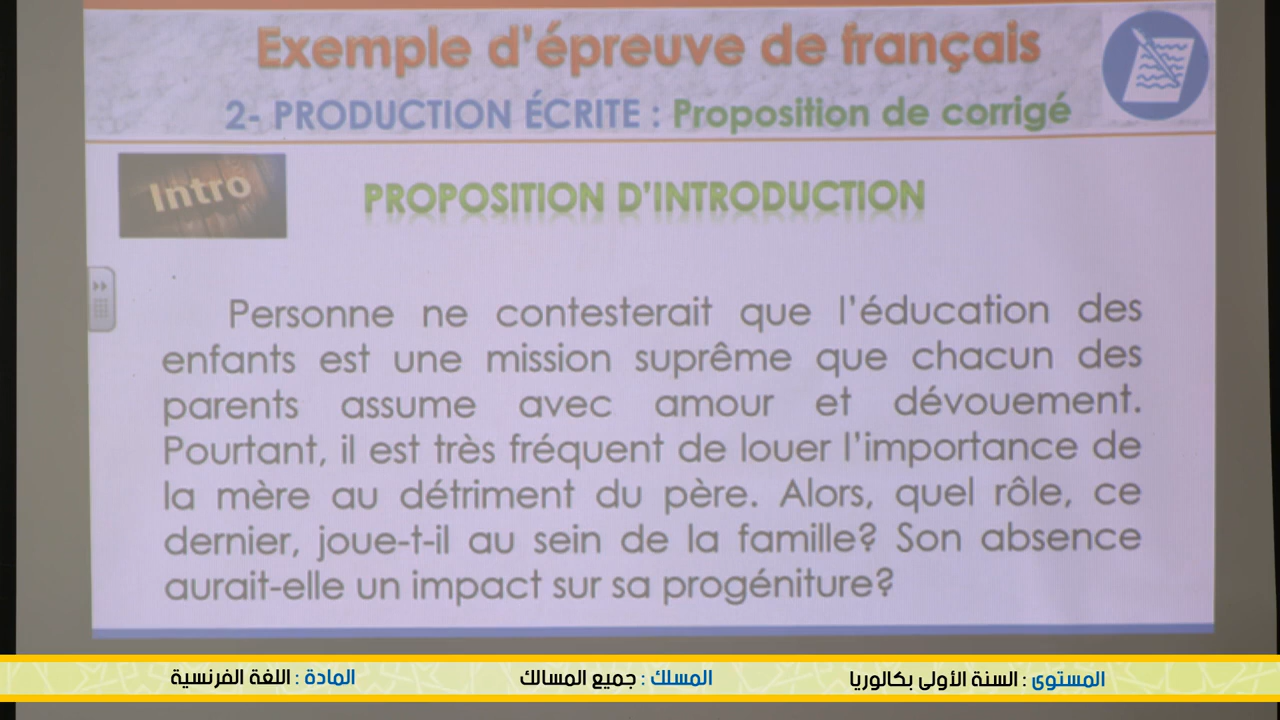 Exemple d'épreuve de français
2- PRODUCTION ÉCRITE : Proposition de corrigé
Intro
PROPOSITION D'INTRODUCTION
Personne ne contesterait que l'éducation des
enfants est une mission suprême que chacun des
parents assume avec amour et dévouement.
Pourtant, il est très fréquent de louer l'importance de
la mère au détriment du père. Alors, quel rôle, ce
dernier, joue-t-il au sein de la famille? Son absence
aurait-elle un impact sur sa progéniture?
المستوى : السنة الأولى بكالوريا
المسلك : جميع المسالك
المادة : اللغة الفرنسية